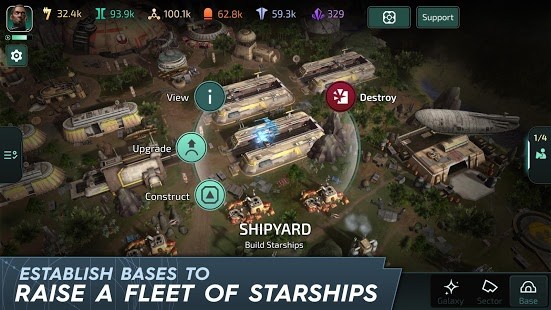 32.4k 93.9k 100.1k 62.8k 59.3k 329 Support
View
Destroy
1/4
Upgrade
Construct
SHIPYARD
Build Starships
ESTABLISH BASES TO
RAISE A FLEET OF STARSHIPS
Galaxy Sector Base